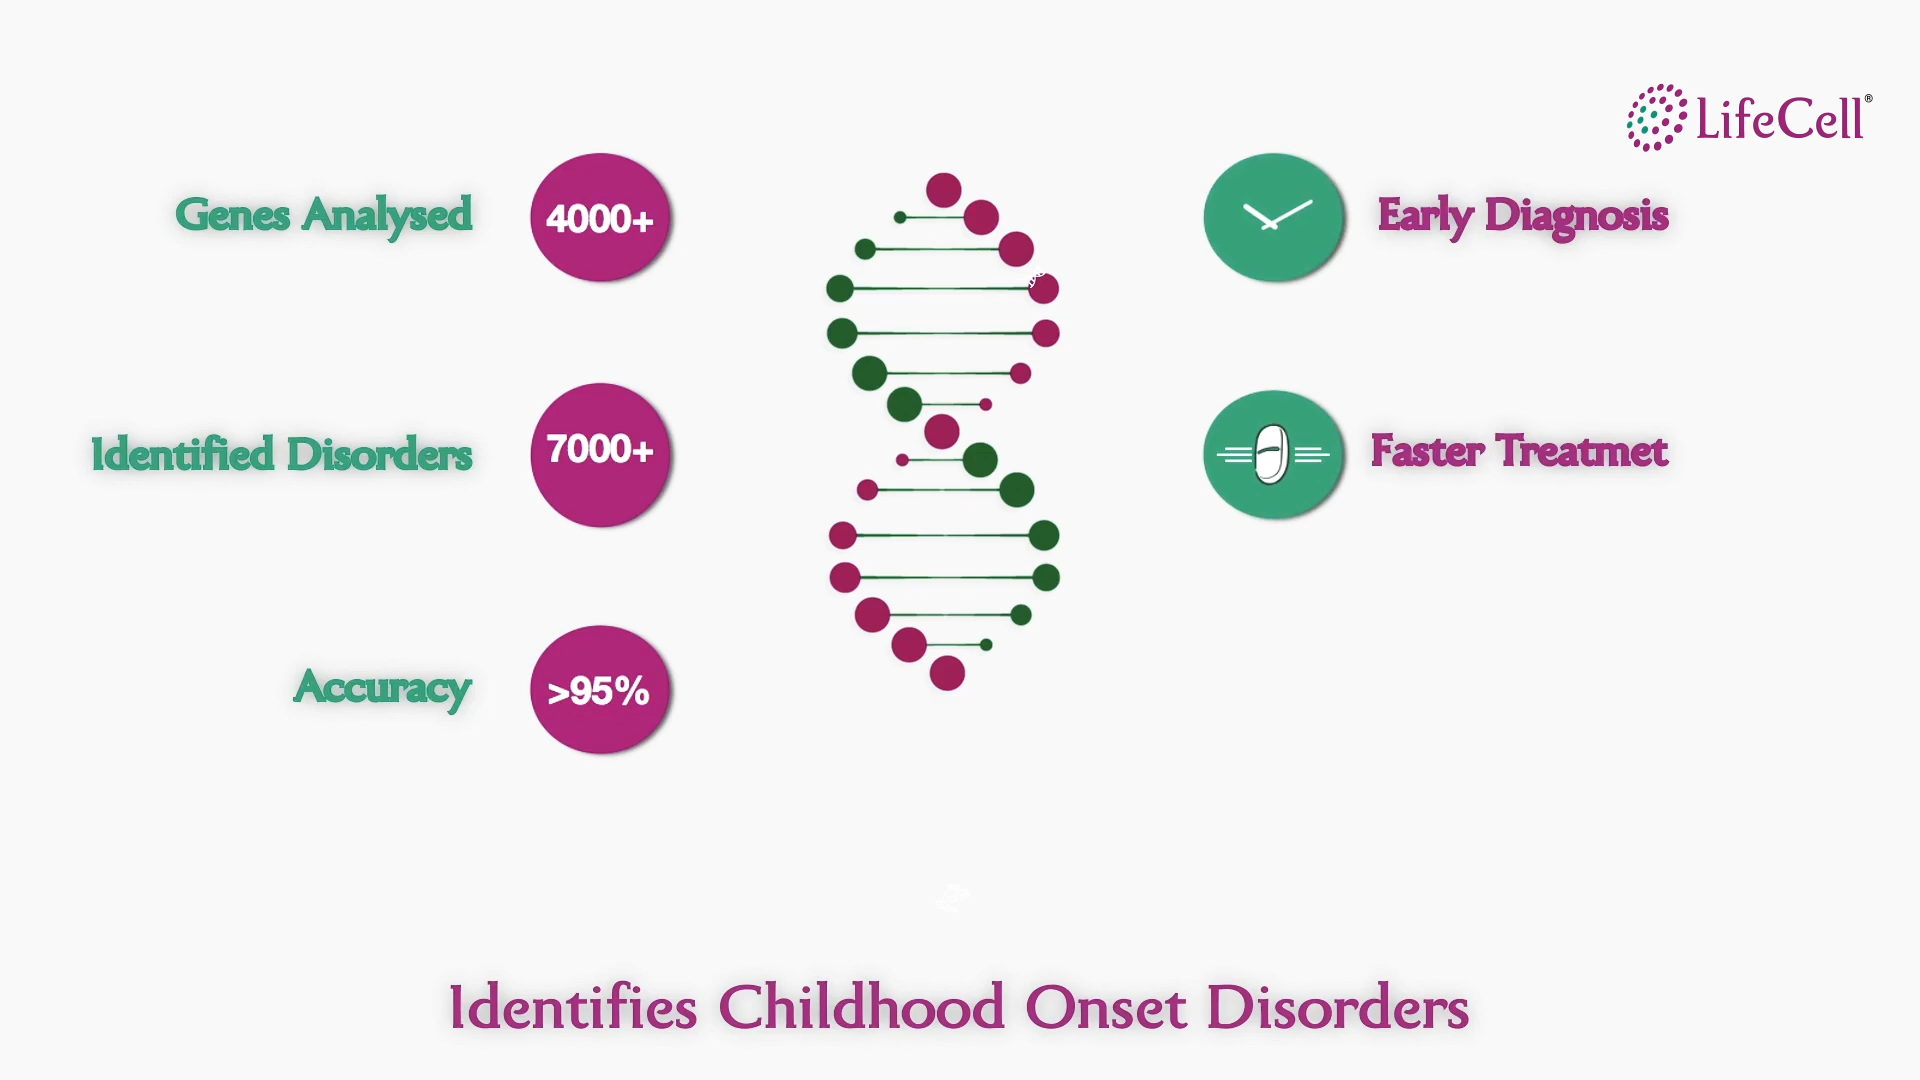 LifeCell®
Genes Analysed
4000+
Early Diagnosis
Identified Disorders
7000+
Faster Treatmet
Accuracy
>95%
Identifies Childhood Onset Disorders